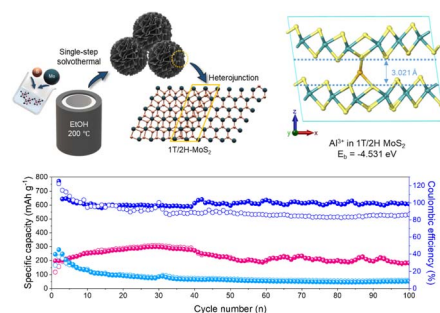 Single-step
solvothermal
Mo
EtOH
200 °C
Heterojunction
1T/2H-MoS₂
3.021 Å
z
y
x
Al³⁺ in 1T/2H MoS₂
E_b = -4.531 eV
Specific capacity (mAh g⁻¹)
800
700
600
500
400
300
200
100
0
0 10 20 30 40 50 60 70 80 90 100
Cycle number (n)
100
80
60
40
20
0
Coulombic efficiency (%)